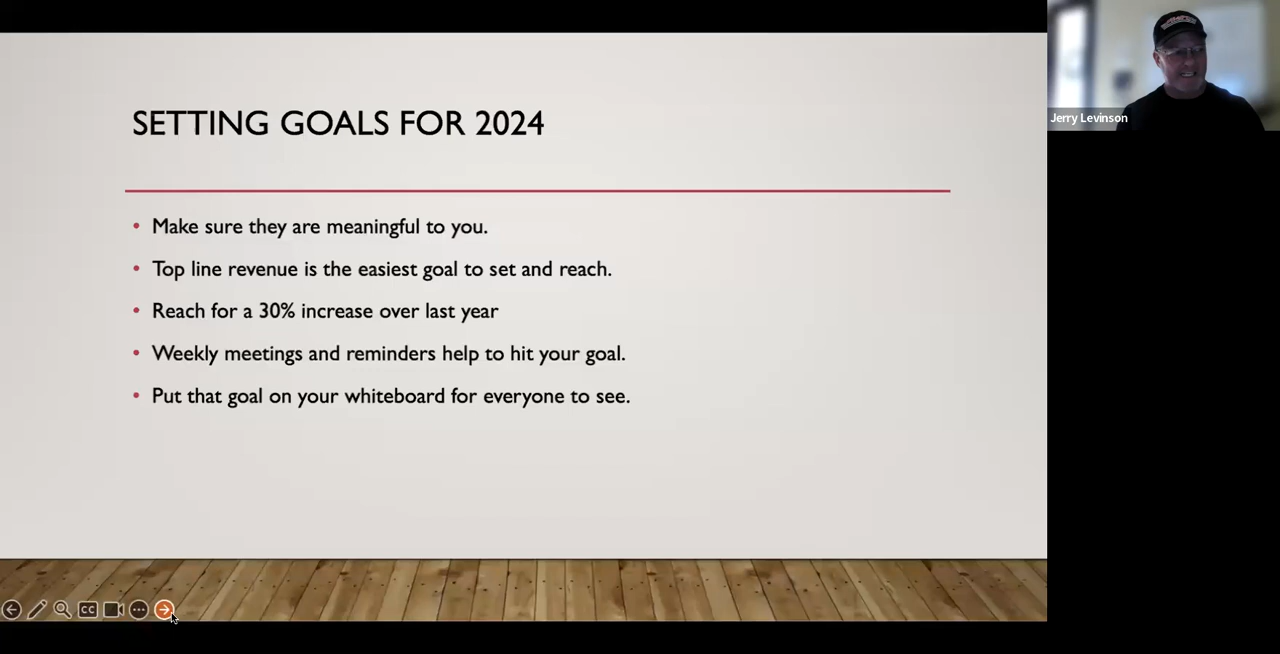 SETTING GOALS FOR 2024
Make sure they are meaningful to you.
Top line revenue is the easiest goal to set and reach.
Reach for a 30% increase over last year
Weekly meetings and reminders help to hit your goal.
Put that goal on your whiteboard for everyone to see.
Jerry Levinson
CC